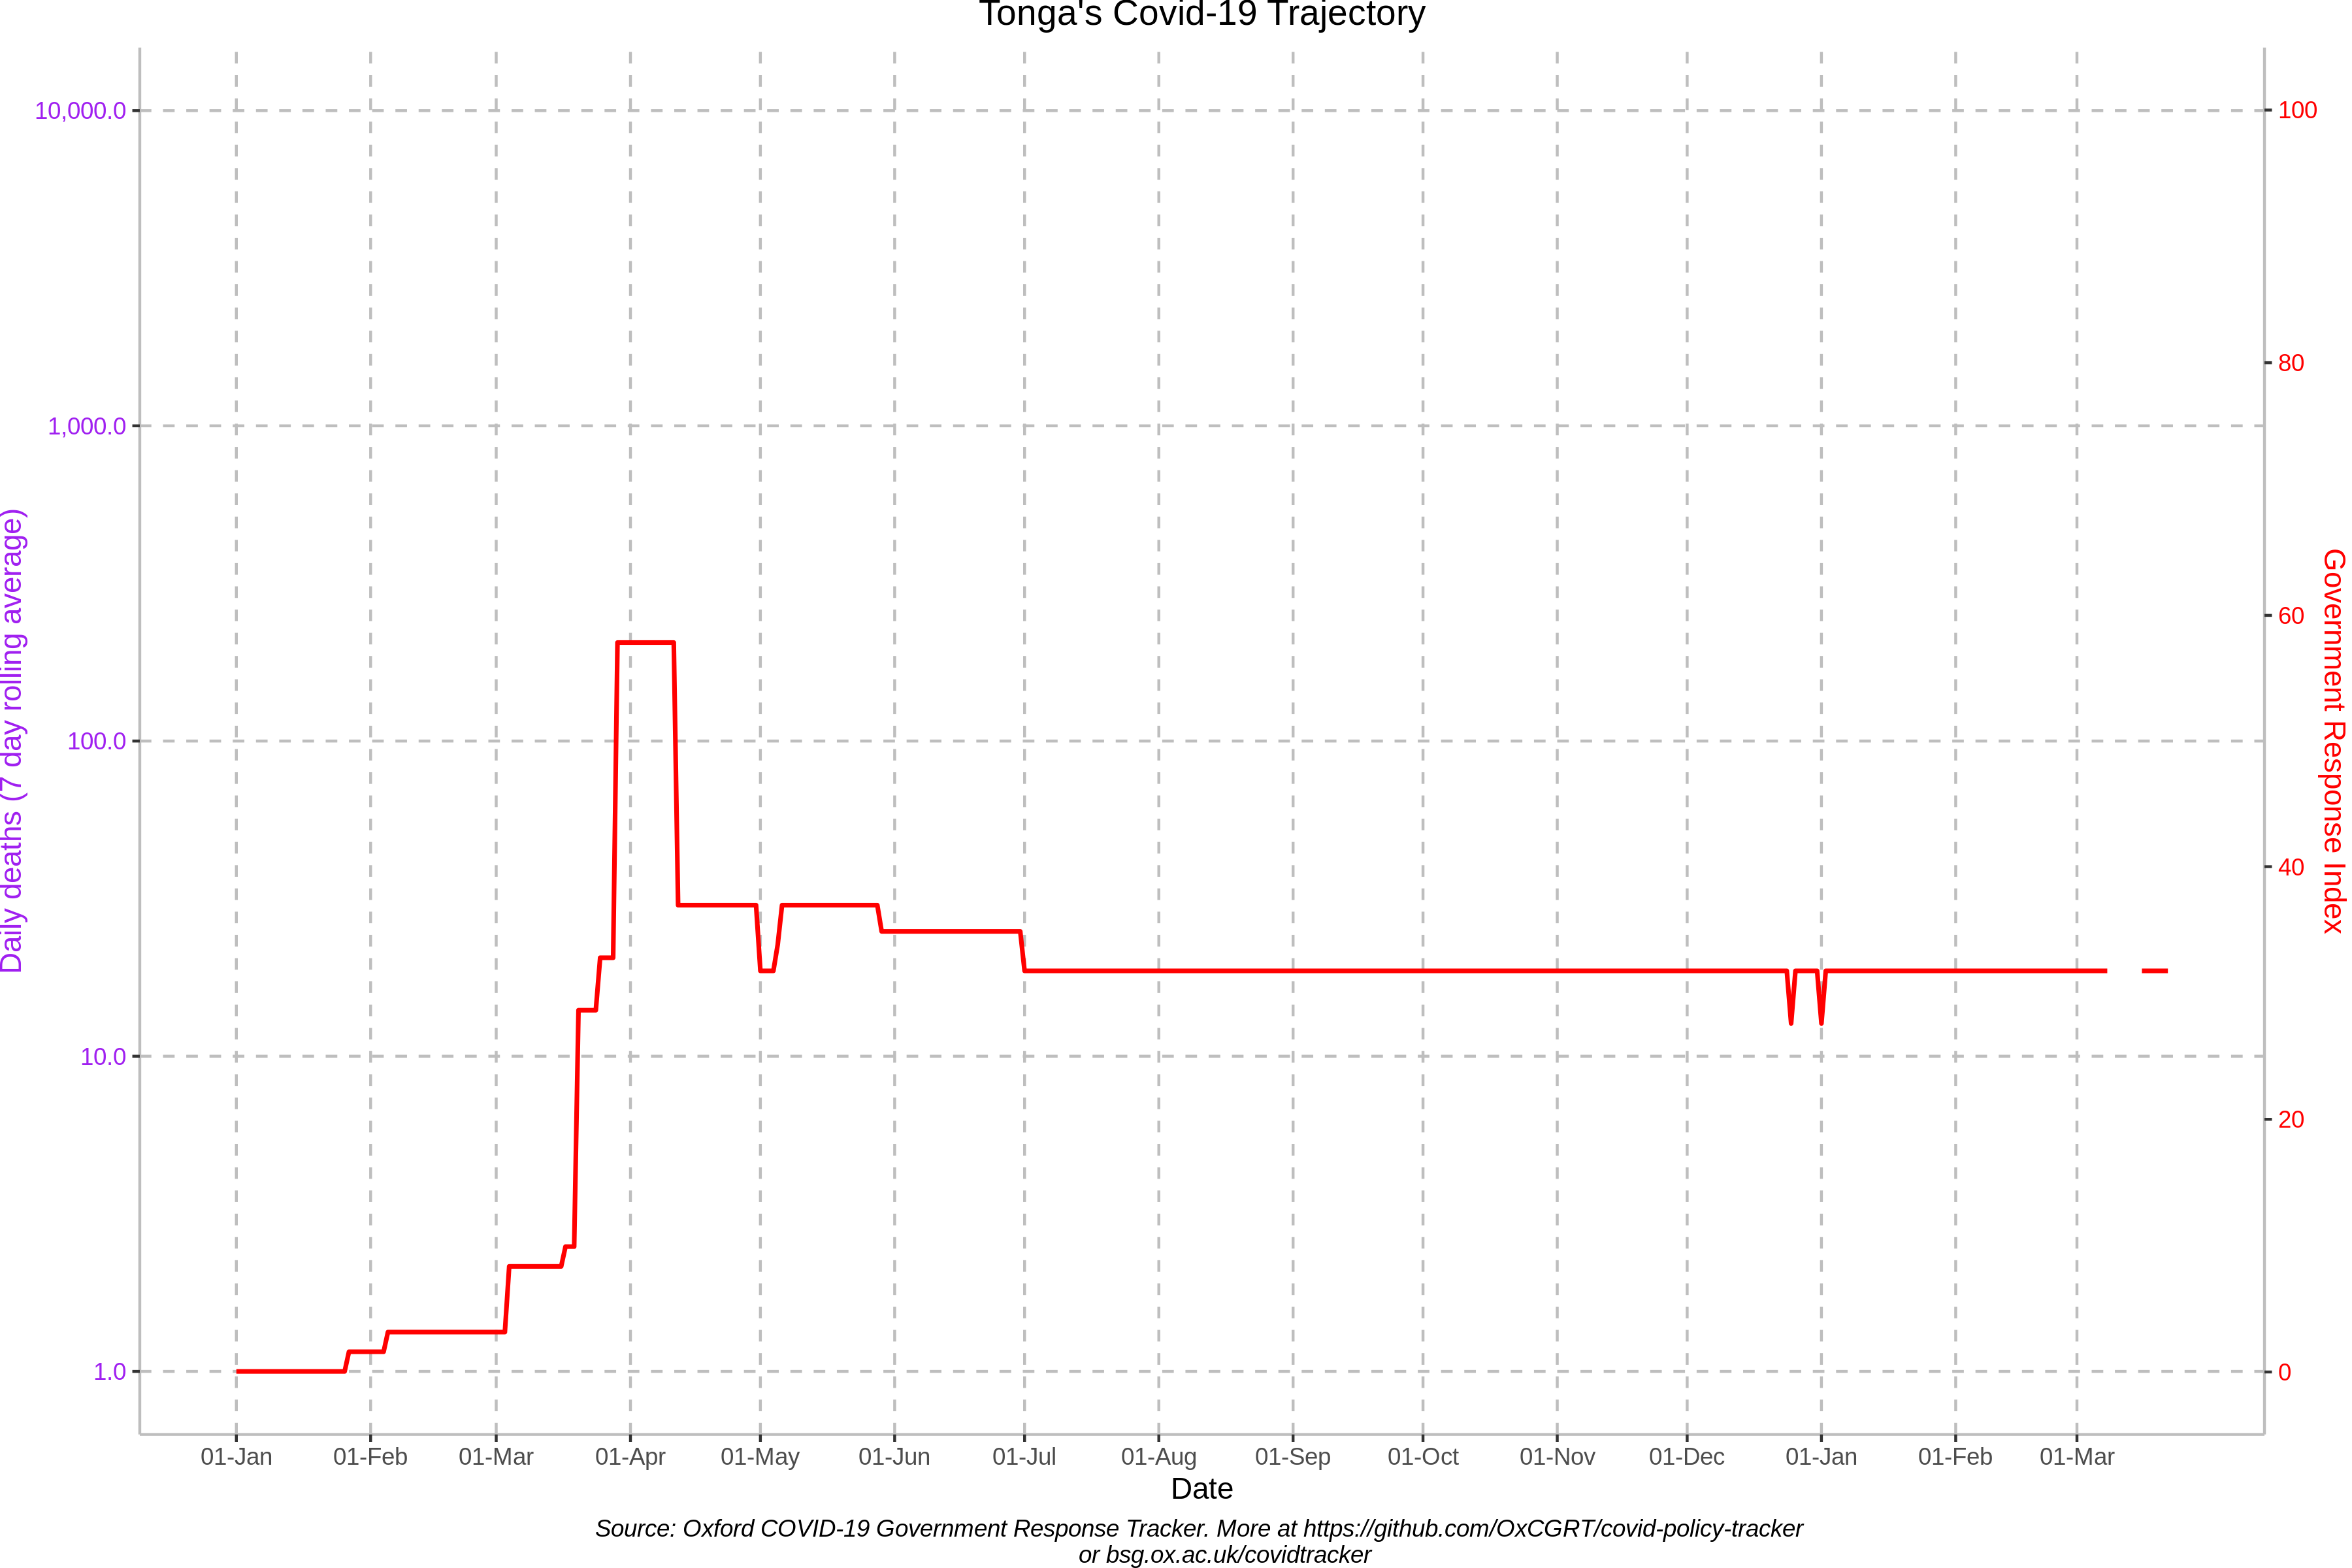 Tonga's Covid-19 Trajectory
10,000.0
1,000.0
100.0
10.0
1.0
Daily deaths (7 day rolling average)
100
80
60
40
20
0
Government Response Index
01-Jan 01-Feb 01-Mar 01-Apr 01-May 01-Jun 01-Jul 01-Aug 01-Sep 01-Oct 01-Nov 01-Dec 01-Jan 01-Feb 01-Mar
Date
Source: Oxford COVID-19 Government Response Tracker. More at https://github.com/OxCGRT/covid-policy-tracker
or bsg.ox.ac.uk/covidtracker